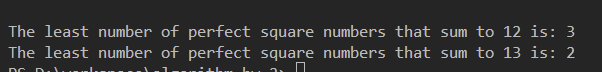 The least number of perfect square numbers that sum to 12 is: 3
The least number of perfect square numbers that sum to 13 is: 2